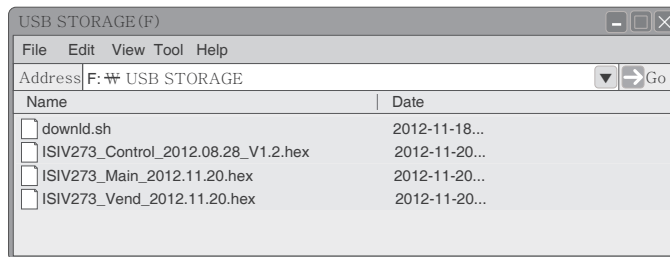 USB STORAGE(F)
File Edit View Tool Help
Address F:₩ USB STORAGE Go
Name Date
downld.sh 2012-11-18...
ISIV273_Control_2012.08.28_V1.2.hex 2012-11-20...
ISIV273_Main_2012.11.20.hex 2012-11-20...
ISIV273_Vend_2012.11.20.hex 2012-11-20...